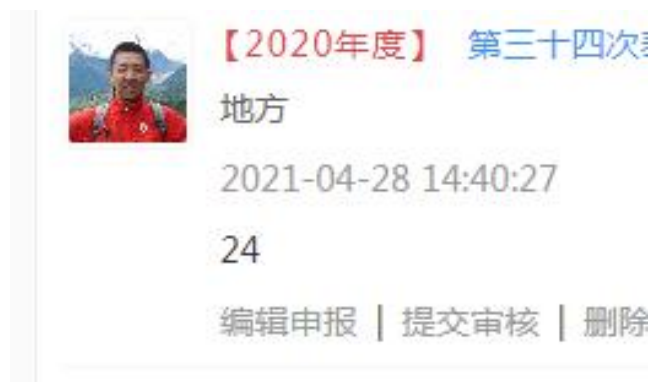 【2020年度】 第三十四次
地方
2021-04-28 14:40:27
24
编辑申报 | 提交审核 | 删除